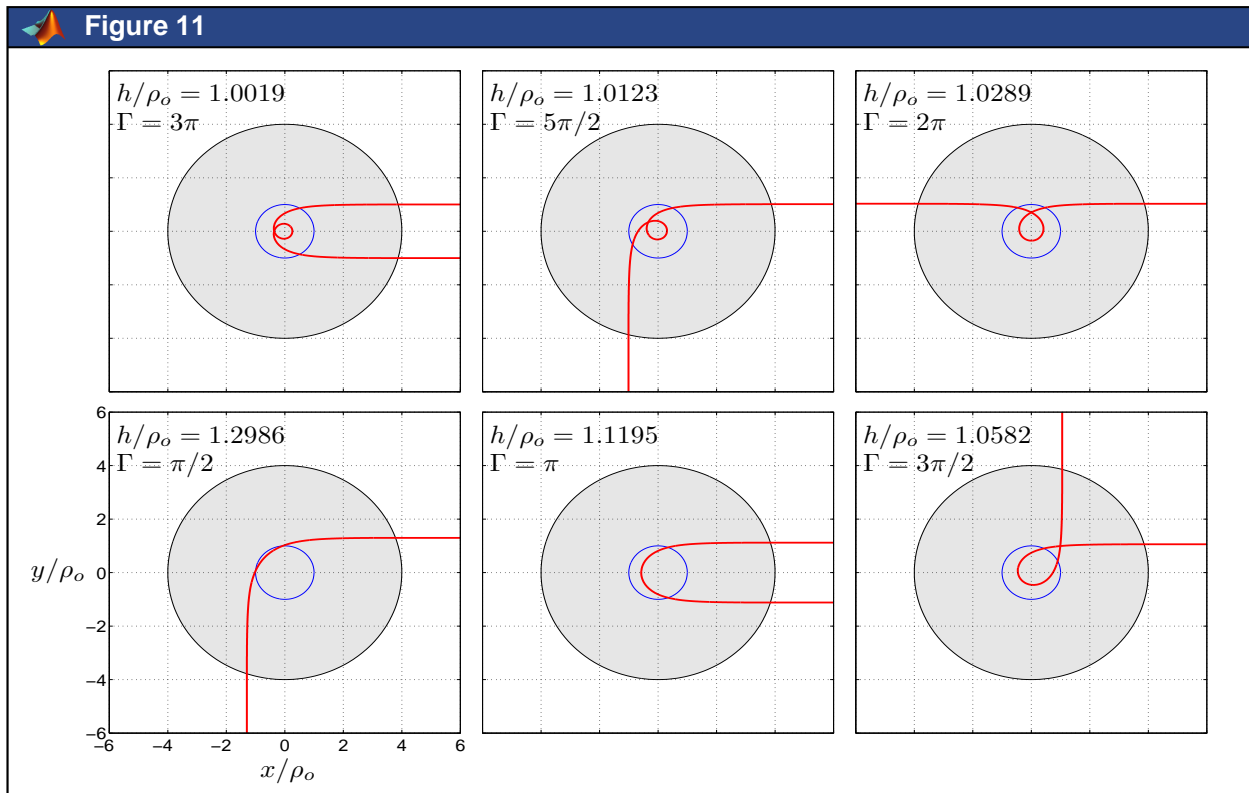 Figure 11
h/ρₒ = 1.0019
Γ = 3π
h/ρₒ = 1.0123
Γ = 5π/2
h/ρₒ = 1.0289
Γ = 2π
h/ρₒ = 1.2986
Γ = π/2
h/ρₒ = 1.1195
Γ = π
h/ρₒ = 1.0582
Γ = 3π/2
6
4
2
0
−2
−4
−6
y/ρₒ
−6 −4 −2 0 2 4 6
x/ρₒ